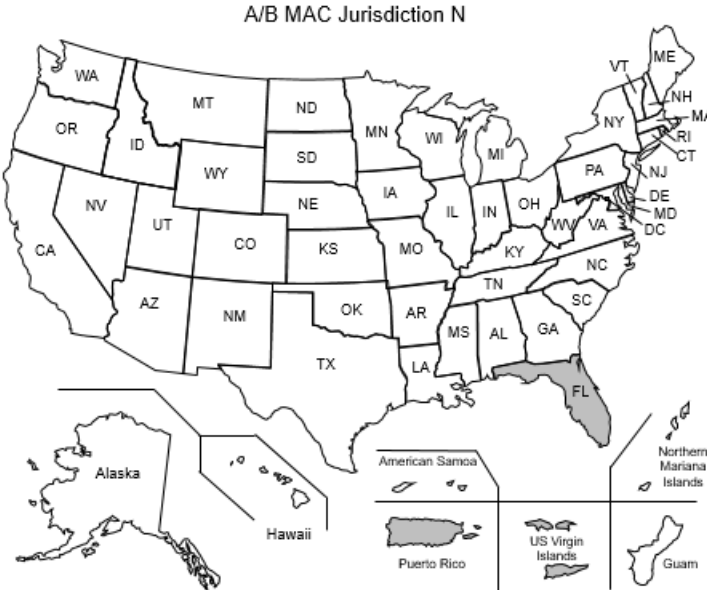 A/B MAC Jurisdiction N
WA
MT
ND
MN
VT
ME
NH
MA
OR
ID
SD
WI
MI
NY
RI
CT
WY
IA
PA
NJ
NV
NE
IL
IN
OH
DE
MD
DC
UT
CO
KS
MO
WV
VA
KY
CA
NC
TN
AZ
NM
OK
AR
SC
MS
AL
GA
TX
LA
FL
Alaska
Hawaii
American Samoa
Northern
Mariana
Islands
Puerto Rico
US Virgin
Islands
Guam